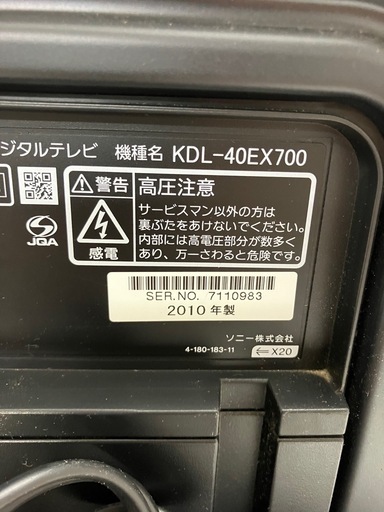 ジタルテレビ 機種名 KDL-40EX700
警告 高圧注意
サービスマン以外の方は
裏ぶたをあけないでください。
内部には高電圧部分が数多く
あり、万一さわると危険です。
感電
JQA
SER.NO. 7110983
2010年製
ソニー株式会社
4-180-183-11
X20